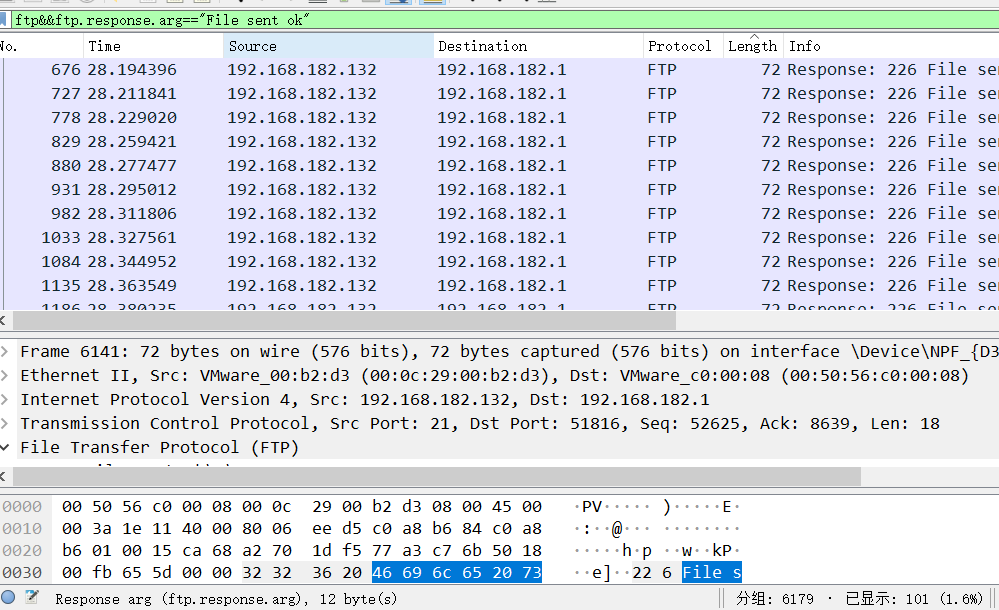 ftp&&ftp.response.arg=="File sent ok"
No. Time Source Destination Protocol Length Info
676 28.194396 192.168.182.132 192.168.182.1 FTP 72 Response: 226 File se
727 28.211841 192.168.182.132 192.168.182.1 FTP 72 Response: 226 File se
778 28.229020 192.168.182.132 192.168.182.1 FTP 72 Response: 226 File se
829 28.259421 192.168.182.132 192.168.182.1 FTP 72 Response: 226 File se
880 28.277477 192.168.182.132 192.168.182.1 FTP 72 Response: 226 File se
931 28.295012 192.168.182.132 192.168.182.1 FTP 72 Response: 226 File se
982 28.311806 192.168.182.132 192.168.182.1 FTP 72 Response: 226 File se
1033 28.327561 192.168.182.132 192.168.182.1 FTP 72 Response: 226 File se
1084 28.344952 192.168.182.132 192.168.182.1 FTP 72 Response: 226 File se
1135 28.363549 192.168.182.132 192.168.182.1 FTP 72 Response: 226 File se
1186 28.380235 192.168.182.132 192.168.182.1 FTP 72 Response: 226 File se
Frame 6141: 72 bytes on wire (576 bits), 72 bytes captured (576 bits) on interface \Device\NPF_{D3
Ethernet II, Src: VMware_00:b2:d3 (00:0c:29:00:b2:d3), Dst: VMware_c0:00:08 (00:50:56:c0:00:08)
Internet Protocol Version 4, Src: 192.168.182.132, Dst: 192.168.182.1
Transmission Control Protocol, Src Port: 21, Dst Port: 51816, Seq: 52625, Ack: 8639, Len: 18
File Transfer Protocol (FTP)
0000 00 50 56 c0 00 08 00 0c 29 00 b2 d3 08 00 45 00 ·PV·····)·····E·
0010 00 3a 1e 11 40 00 80 06 ee d5 c0 a8 b6 84 c0 a8 ·:··@···········
0020 b6 01 00 15 ca 68 a2 70 1d f5 77 a3 c7 6b 50 18 ·····h·p··w··kP·
0030 00 fb 65 5d 00 00 32 32 36 20 46 69 6c 65 20 73 ··e]··226 File s
Response arg (ftp.response.arg), 12 byte(s) 分组: 6179 · 已显示: 101 (1.6%)